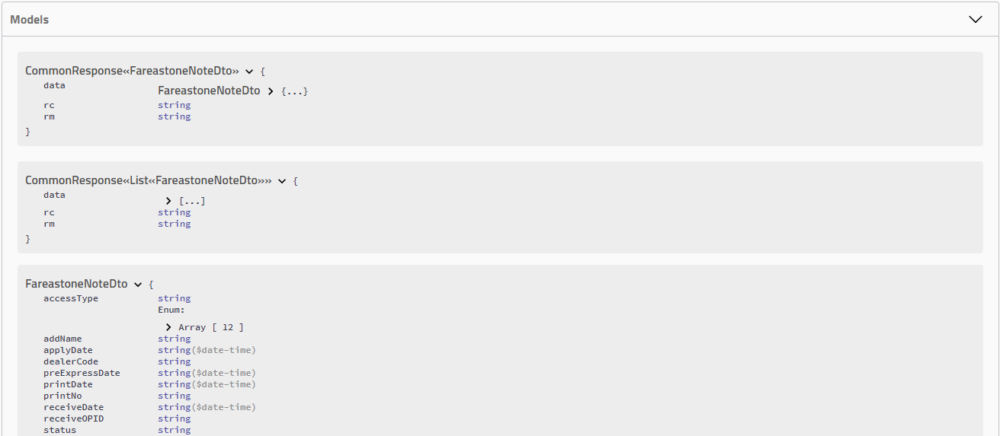 Models
CommonResponse«FareastoneNoteDto» {
data FareastoneNoteDto {...}
rc string
rm string
}
CommonResponse«List«FareastoneNoteDto»» {
data [...]
rc string
rm string
}
FareastoneNoteDto {
accessType string
Enum:
Array [ 12 ]
addName string
applyDate string($date-time)
dealerCode string
preExpressDate string($date-time)
printDate string($date-time)
printNo string
receiveDate string($date-time)
receiveOPID string
status string